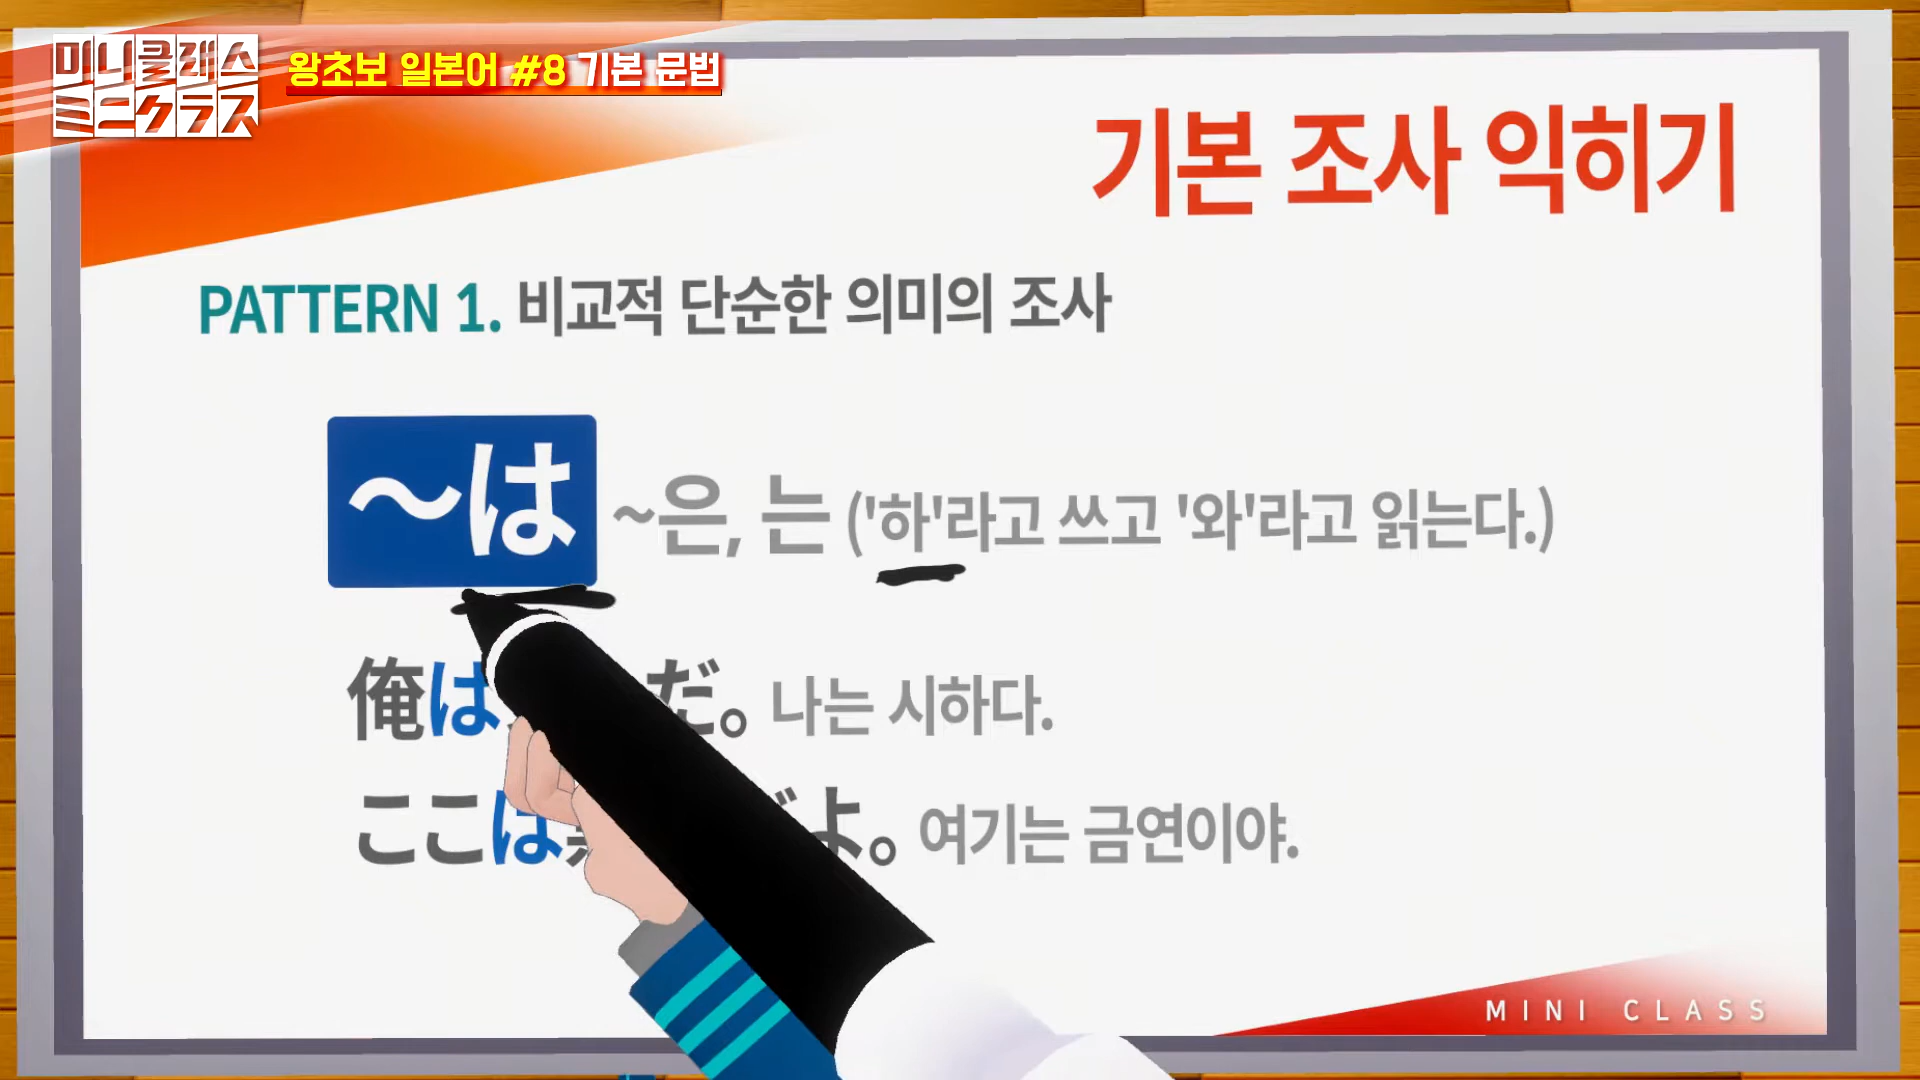 미니클래스
ミニクラス
왕초보 일본어 #8 기본 문법
기본 조사 익히기
PATTERN 1. 비교적 단순한 의미의 조사
~は ~은, 는 ('하'라고 쓰고 '와'라고 읽는다.)
俺は だ。 나는 시하다.
ここは よ。 여기는 금연이야.
MINI CLASS